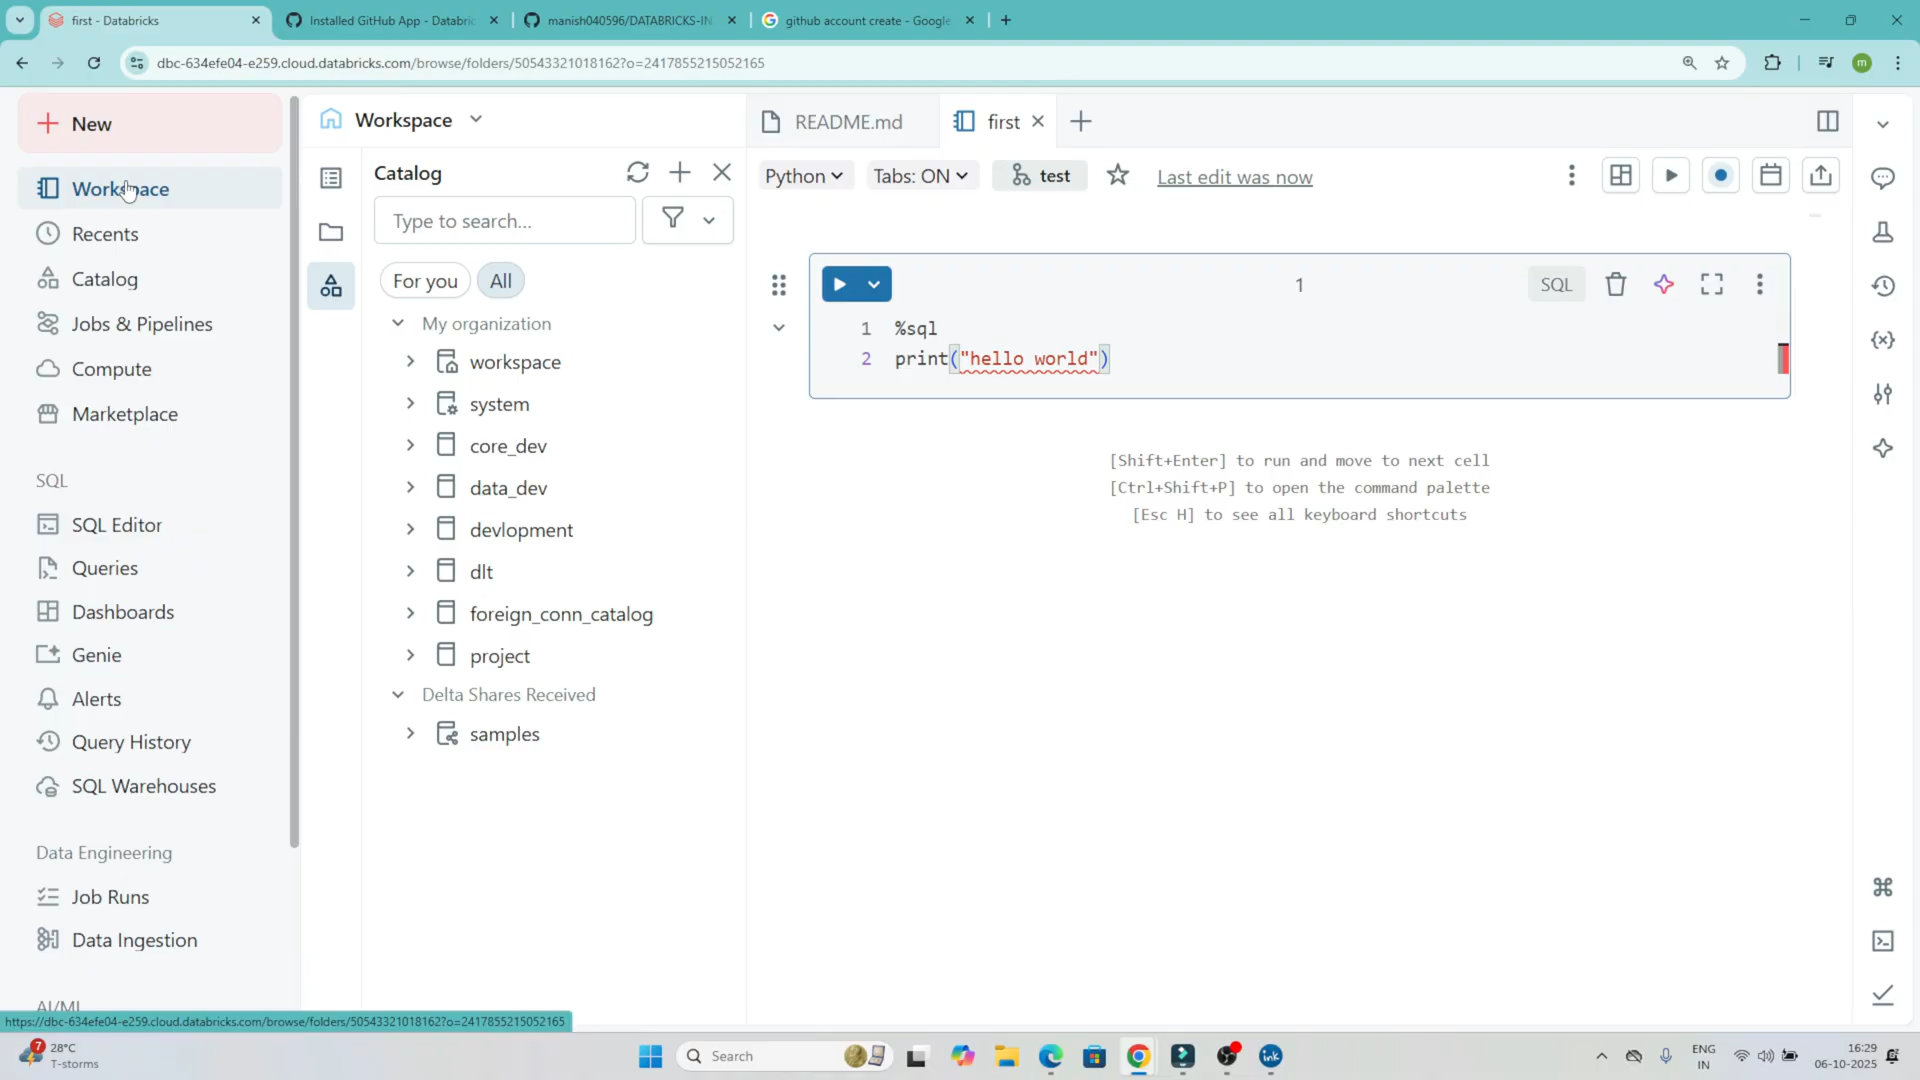 first - Databricks
Installed GitHub App - Databric
manish040596/DATABRICKS-IN
github account create - Google
dbc-634efe04-e259.cloud.databricks.com/browse/folders/50543321018162?o=2417855215052165
m
New
Workspace
Recents
Catalog
Jobs & Pipelines
Compute
Marketplace
SQL
SQL Editor
Queries
Dashboards
Genie
Alerts
Query History
SQL Warehouses
Data Engineering
Job Runs
Data Ingestion
AI/ML
https://dbc-634efe04-e259.cloud.databricks.com/browse/folders/50543321018162?o=2417855215052165
Workspace
Catalog
Type to search...
For you
All
My organization
workspace
system
core_dev
data_dev
devlopment
dlt
foreign_conn_catalog
project
Delta Shares Received
samples
README.md
first
Python
Tabs: ON
test
Last edit was now
1
SQL
1 %sql
2 print("hello world")
[Shift+Enter] to run and move to next cell
[Ctrl+Shift+P] to open the command palette
[Esc H] to see all keyboard shortcuts
7
28°C
T-storms
Search
ink
ENG
IN
16:29
06-10-2025